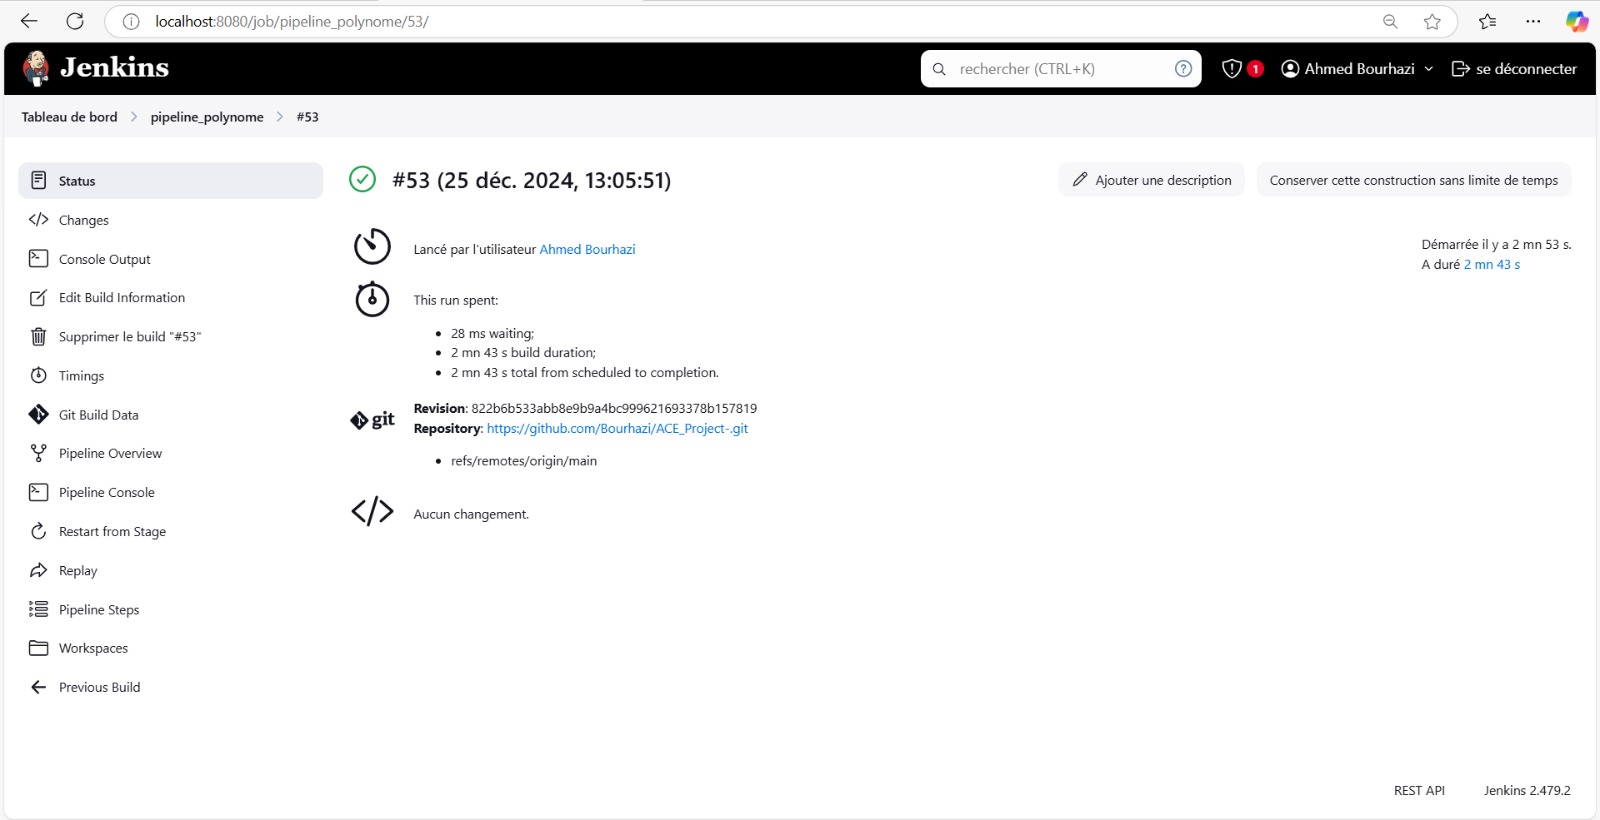 localhost:8080/job/pipeline_polynome/53/
Jenkins
rechercher (CTRL+K)
1
Ahmed Bourhazi
se déconnecter
Tableau de bord
pipeline_polynome
#53
Status
Changes
Console Output
Edit Build Information
Supprimer le build "#53"
Timings
Git Build Data
Pipeline Overview
Pipeline Console
Restart from Stage
Replay
Pipeline Steps
Workspaces
Previous Build
#53 (25 déc. 2024, 13:05:51)
Ajouter une description
Conserver cette construction sans limite de temps
Lancé par l'utilisateur Ahmed Bourhazi
Démarrée il y a 2 mn 53 s.
A duré 2 mn 43 s
This run spent:
28 ms waiting;
2 mn 43 s build duration;
2 mn 43 s total from scheduled to completion.
git
Revision: 822b6b533abb8e9b9a4bc999621693378b157819
Repository: https://github.com/Bourhazi/ACE_Project-.git
refs/remotes/origin/main
Aucun changement.
REST API
Jenkins 2.479.2